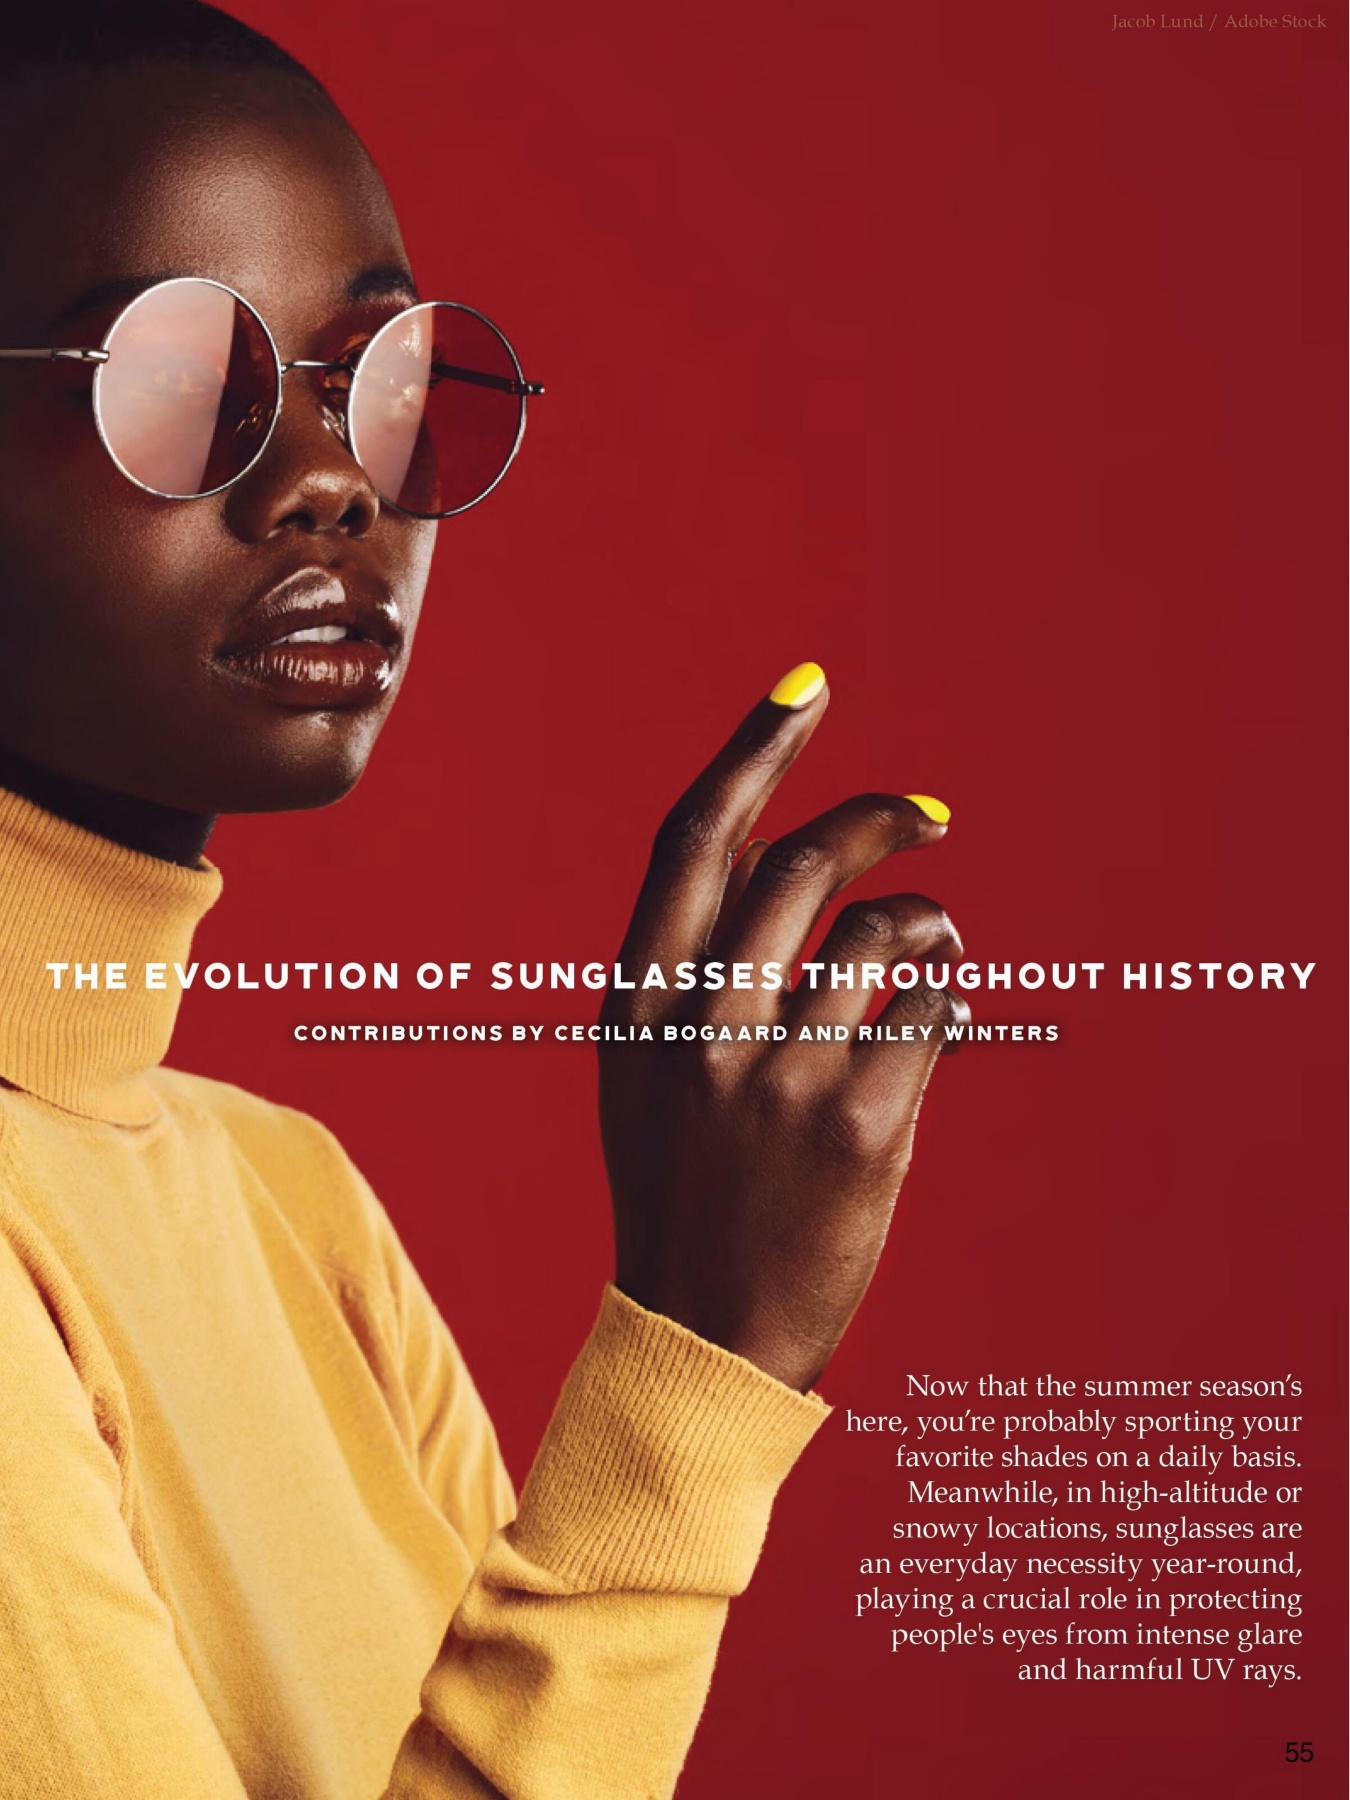 Jacob Lund / Adobe Stock
THE EVOLUTION OF SUNGLASSES THROUGHOUT HISTORY
CONTRIBUTIONS BY CECILIA BOGAARD AND RILEY WINTERS
Now that the summer season’s
here, you’re probably sporting your
favorite shades on a daily basis.
Meanwhile, in high-altitude or
snowy locations, sunglasses are
an everyday necessity year-round,
playing a crucial role in protecting
people's eyes from intense glare
and harmful UV rays.
55